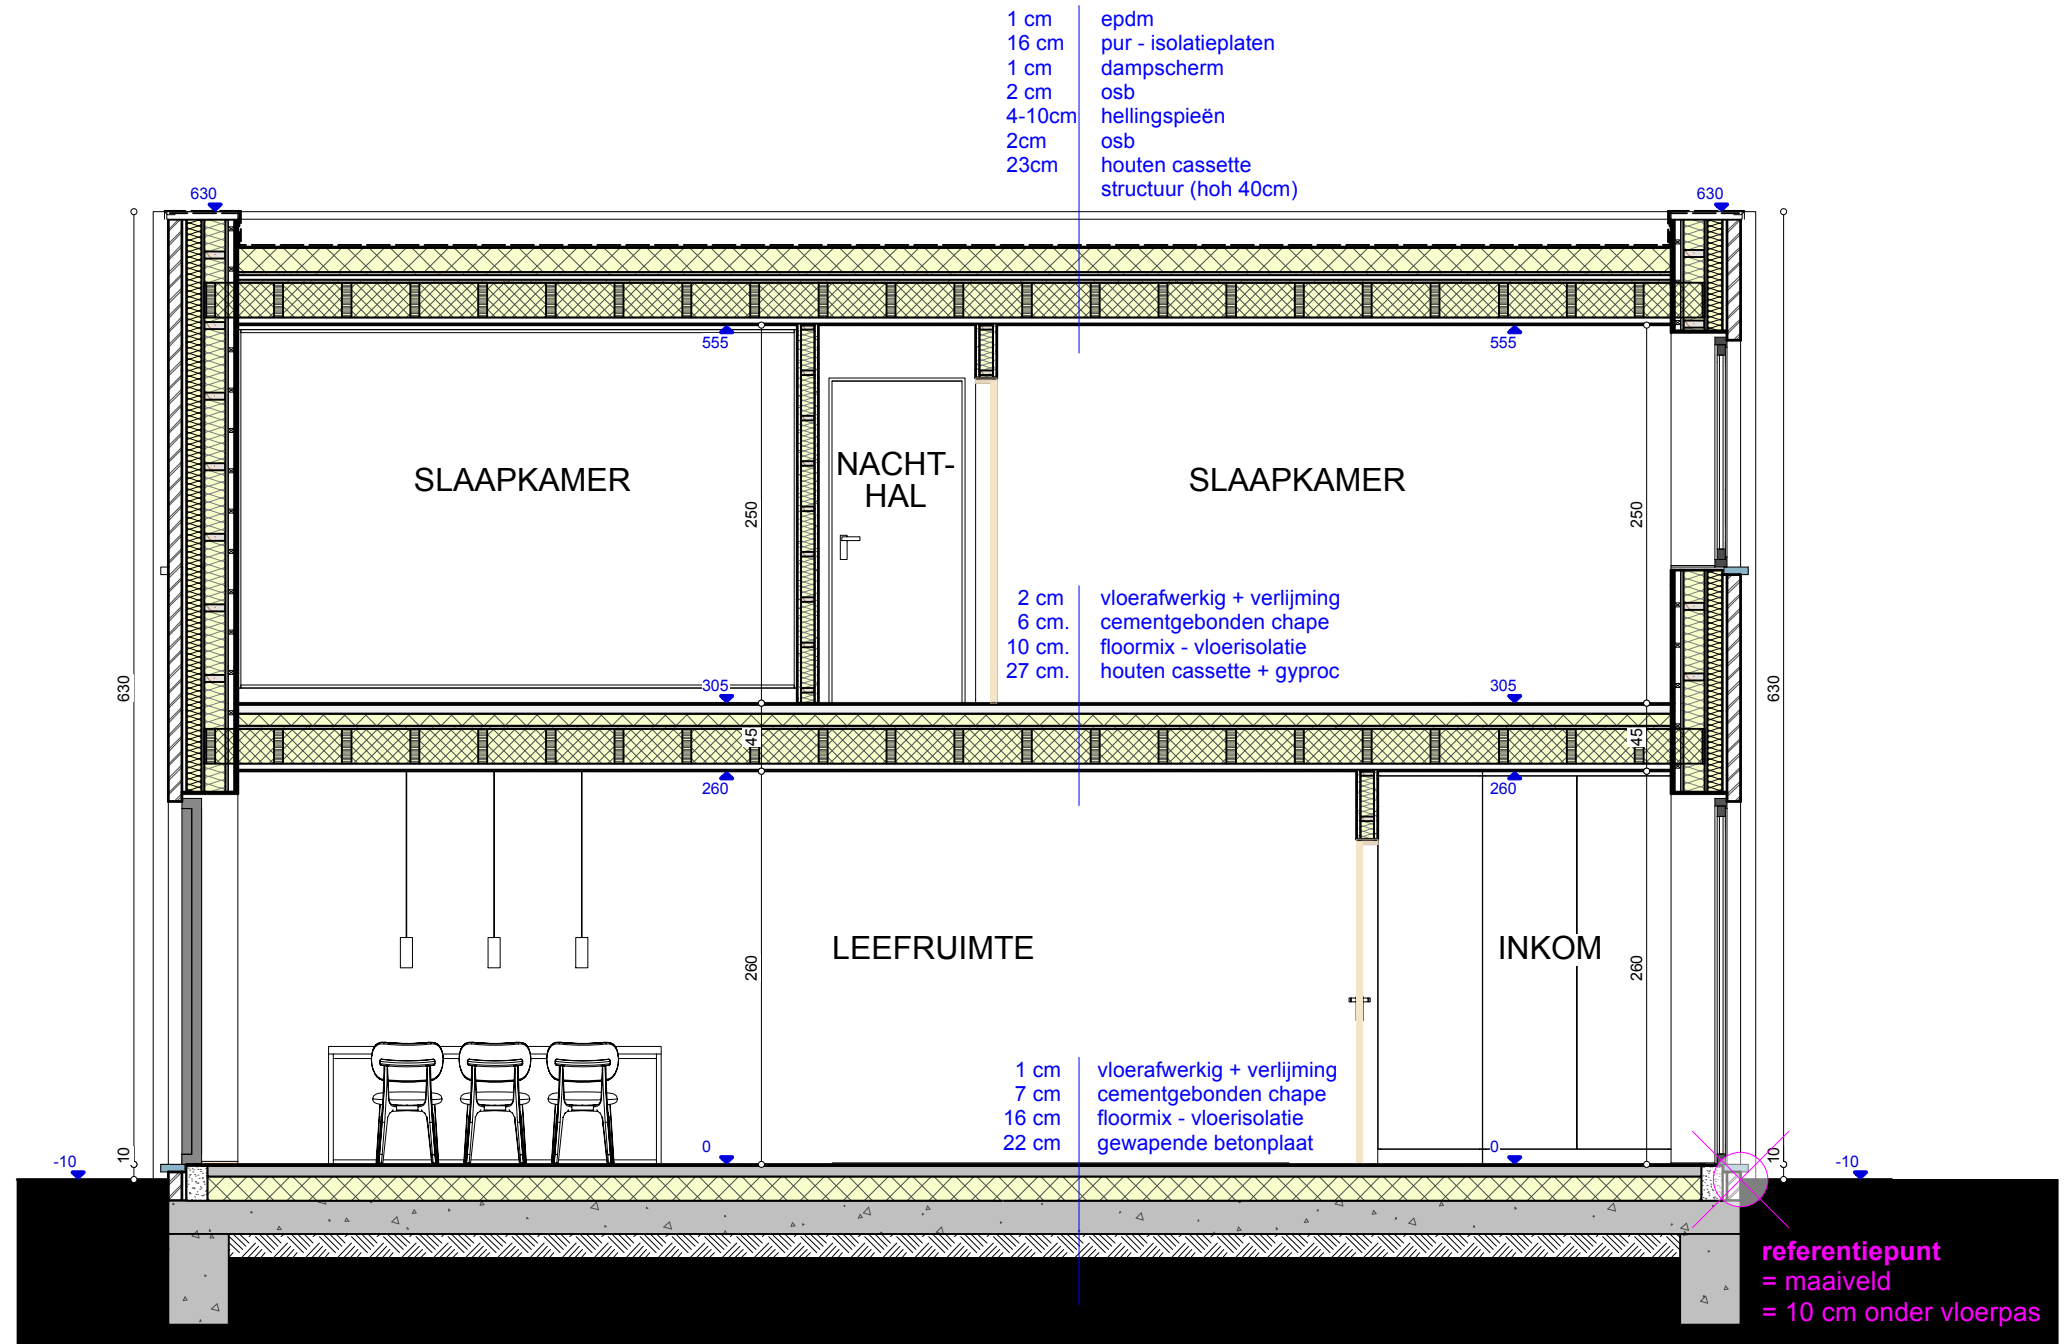 1 cm epdm
16 cm pur - isolatieplaten
1 cm dampscherm
2 cm osb
4-10cm hellingspieën
2cm osb
23cm houten cassette
structuur (hoh 40cm)
630
630
555
555
SLAAPKAMER
NACHT-
HAL
SLAAPKAMER
250
250
2 cm vloerafwerkig + verlijming
6 cm. cementgebonden chape
10 cm. floormix - vloerisolatie
27 cm. houten cassette + gyproc
630
305
305
630
45
45
260
260
LEEFRUIMTE
INKOM
260
260
1 cm vloerafwerkig + verlijming
7 cm cementgebonden chape
16 cm floormix - vloerisolatie
22 cm gewapende betonplaat
-10
10
0
0
10
-10
referentiepunt
= maaiveld
= 10 cm onder vloerpas